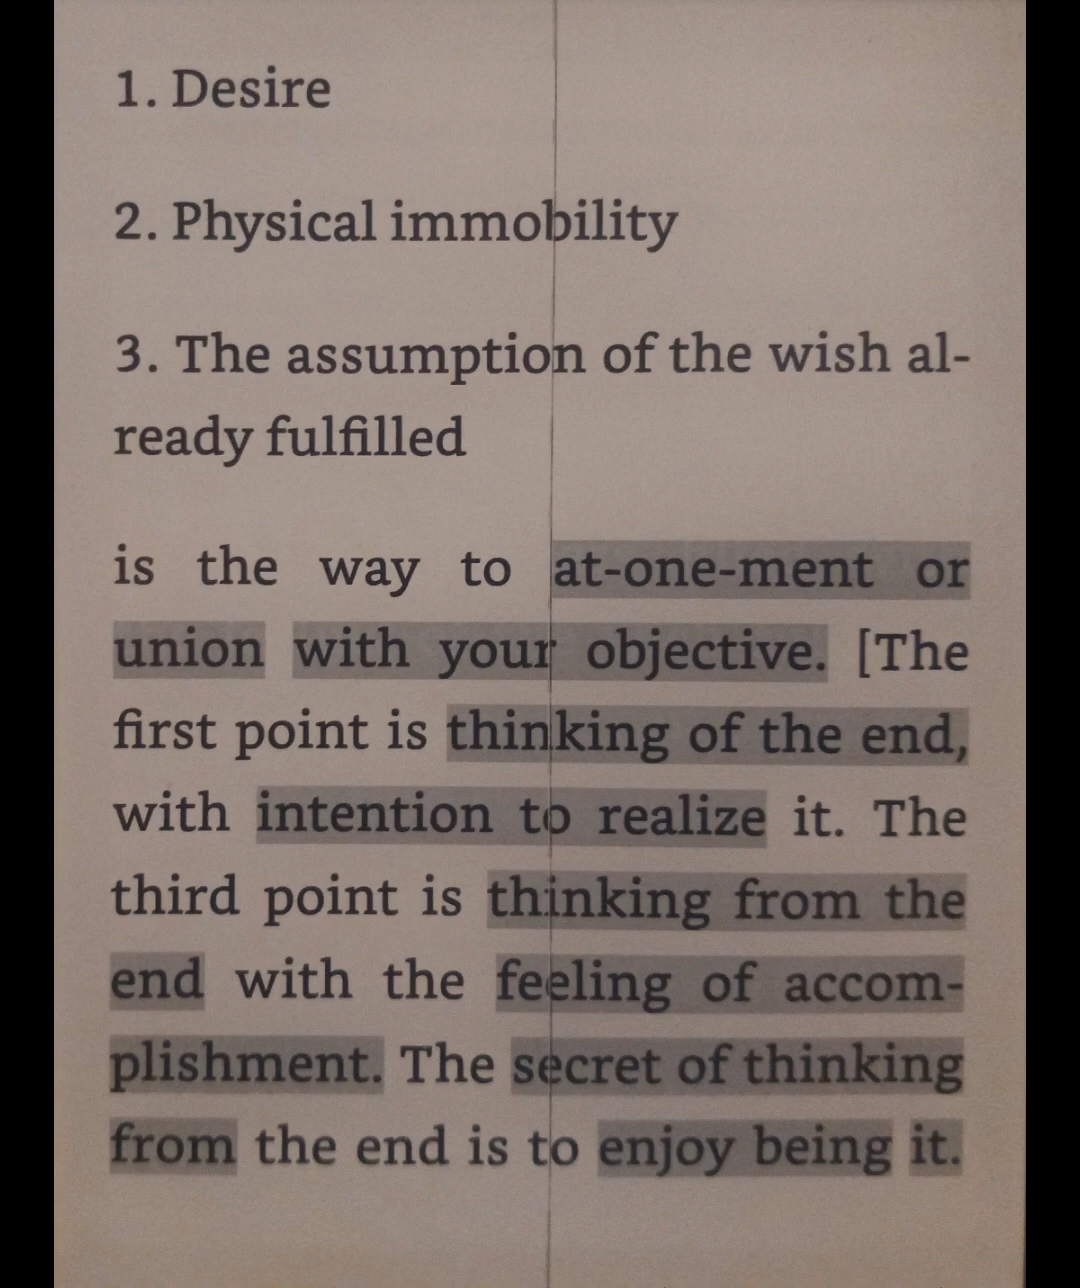 1. Desire
2. Physical immobility
3. The assumption of the wish al-
ready fulfilled
is the way to at-one-ment or
union with your objective. [The
first point is thinking of the end,
with intention to realize it. The
third point is thinking from the
end with the feeling of accom-
plishment. The secret of thinking
from the end is to enjoy being it.